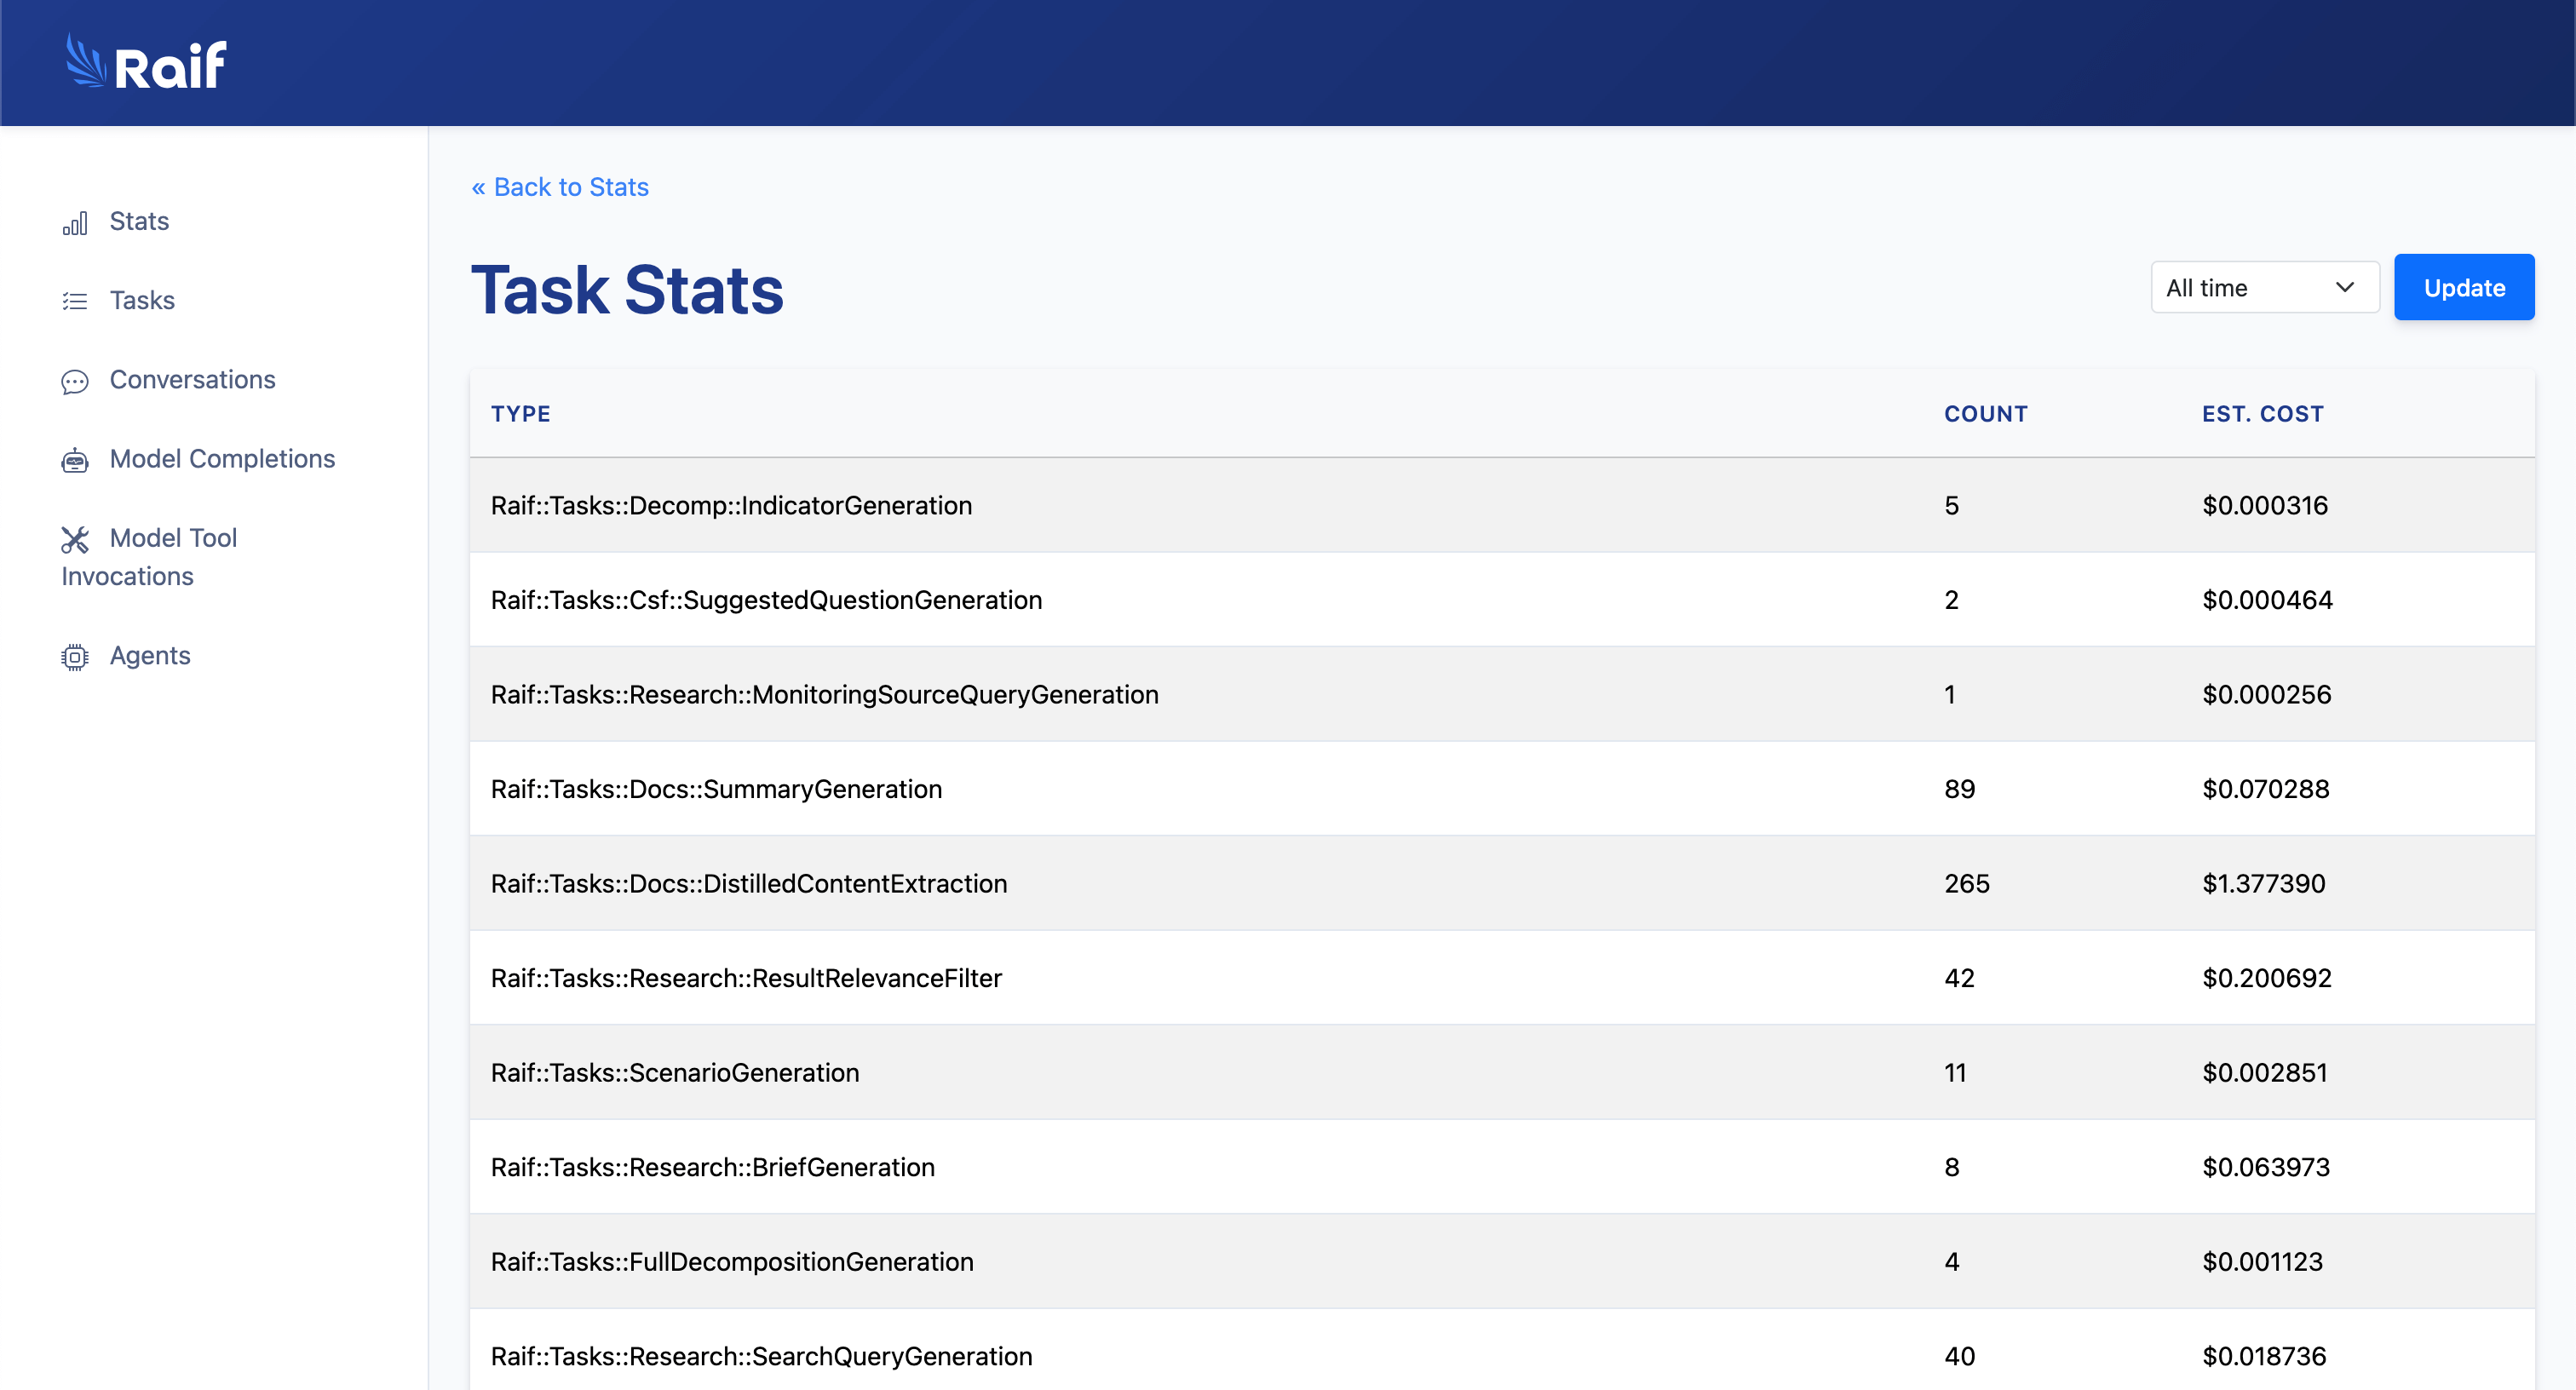 Raif
Stats
Tasks
Conversations
Model Completions
Model Tool
Invocations
Agents
« Back to Stats
Task Stats
All time
Update
TYPE COUNT EST. COST
Raif::Tasks::Decomp::IndicatorGeneration 5 $0.000316
Raif::Tasks::Csf::SuggestedQuestionGeneration 2 $0.000464
Raif::Tasks::Research::MonitoringSourceQueryGeneration 1 $0.000256
Raif::Tasks::Docs::SummaryGeneration 89 $0.070288
Raif::Tasks::Docs::DistilledContentExtraction 265 $1.377390
Raif::Tasks::Research::ResultRelevanceFilter 42 $0.200692
Raif::Tasks::ScenarioGeneration 11 $0.002851
Raif::Tasks::Research::BriefGeneration 8 $0.063973
Raif::Tasks::FullDecompositionGeneration 4 $0.001123
Raif::Tasks::Research::SearchQueryGeneration 40 $0.018736